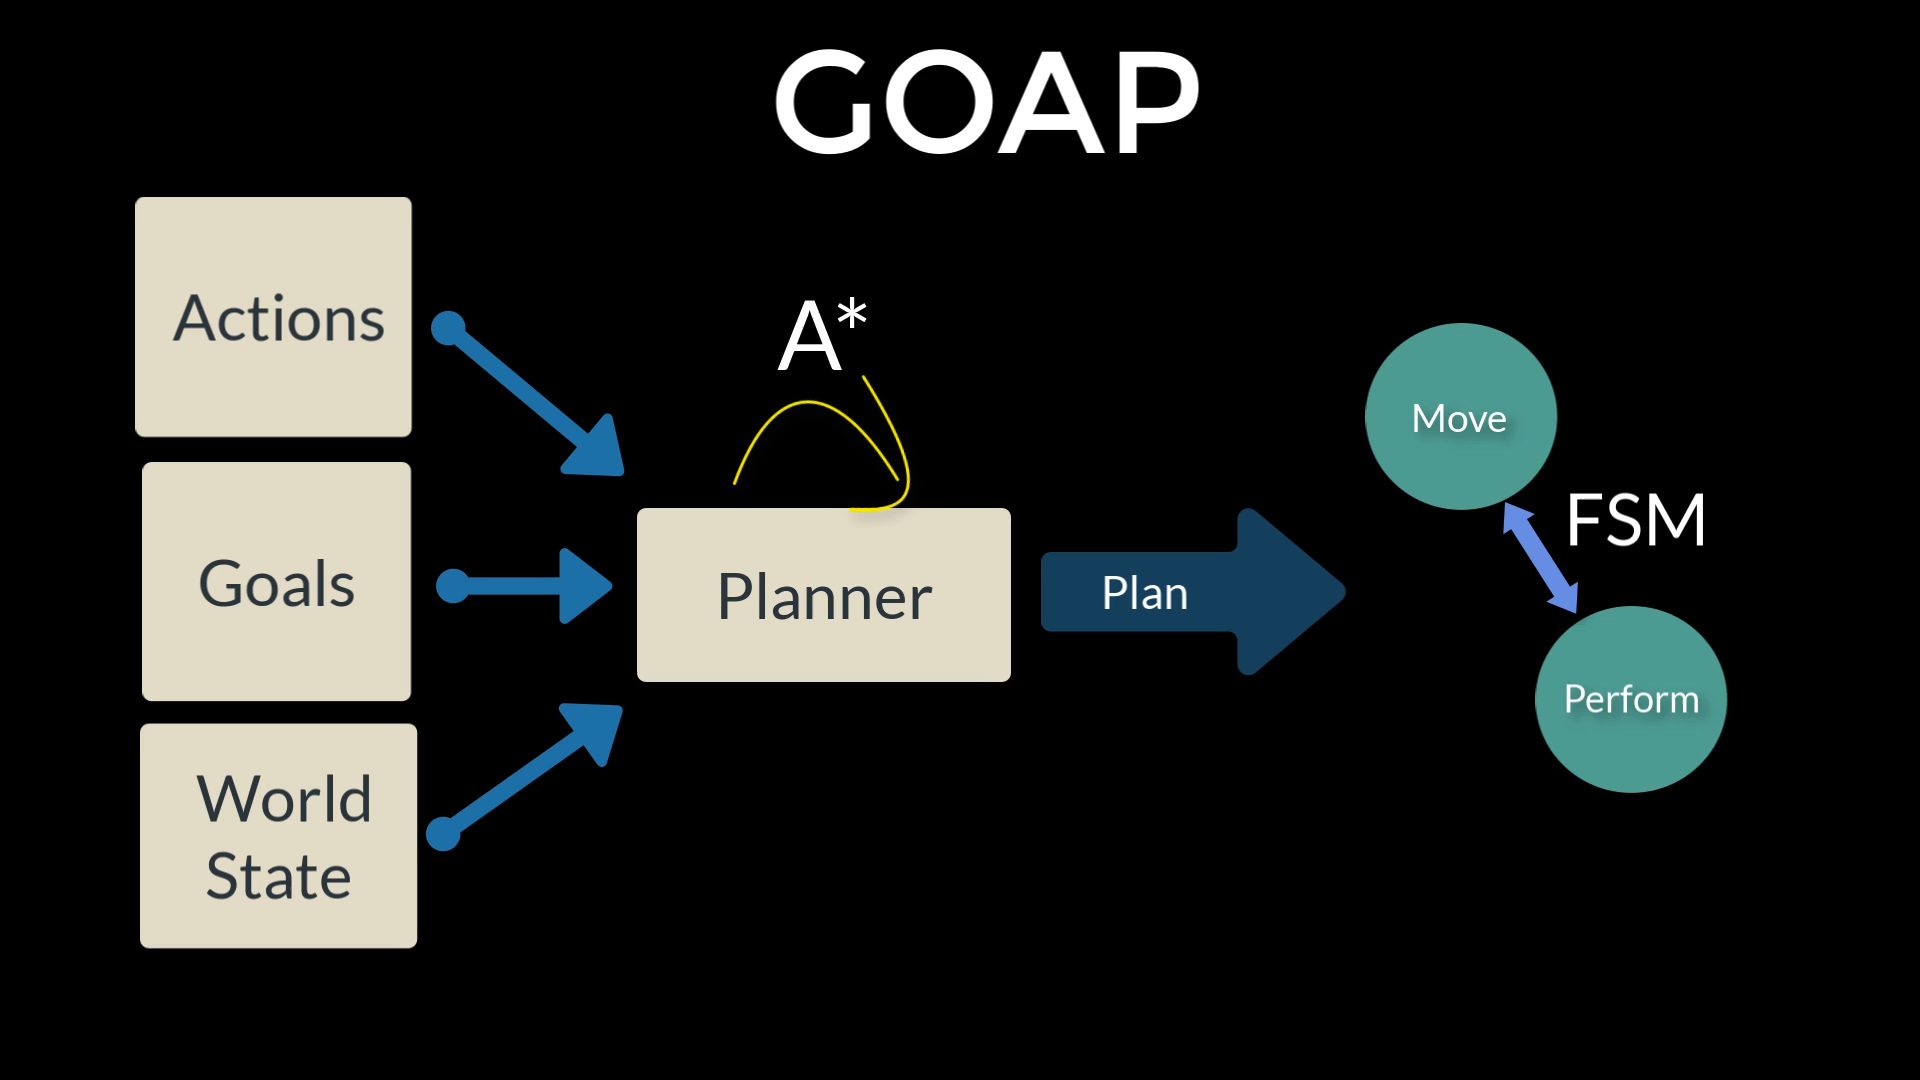 GOAP
Actions
Goals
World
State
A*
Planner
Plan
Move
FSM
Perform